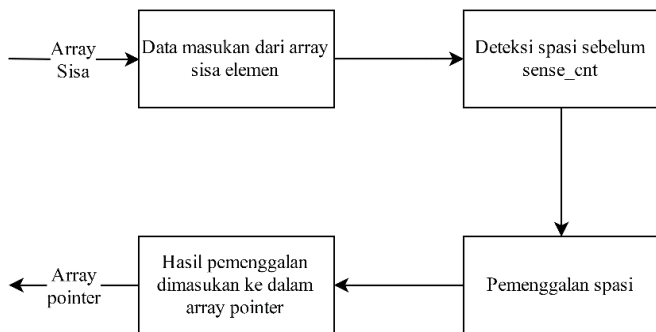 Array
Sisa
Data masukan dari array
sisa elemen
Deteksi spasi sebelum
sense_cnt
Array
pointer
Hasil pemenggalan
dimasukan ke dalam
array pointer
Pemenggalan spasi